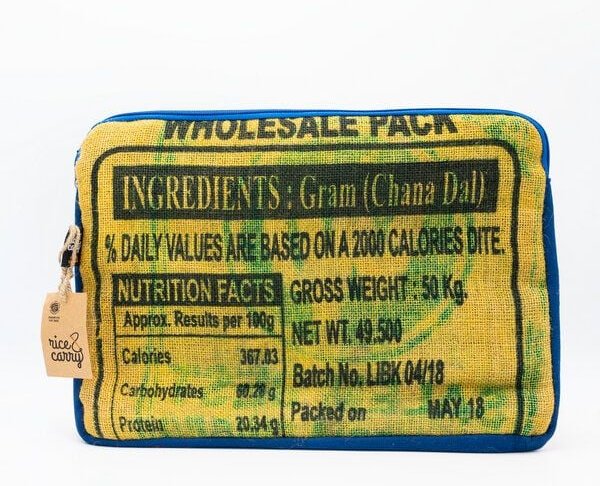 WHOLESALE PACK
INGREDIENTS : Gram (Chana Dal)
% DAILY VALUES ARE BASED ON A 2000 CALORIES DITE.
NUTRITION FACTS
Approx. Results per 100g
Calories 367.03
Carbohydrates 60.20 g
Protein 20.34 g
GROSS WEIGHT : 50 Kg.
NET WT. 49.500
Batch No. LIBK 04/18
Packed on MAY 18
rice &
carry